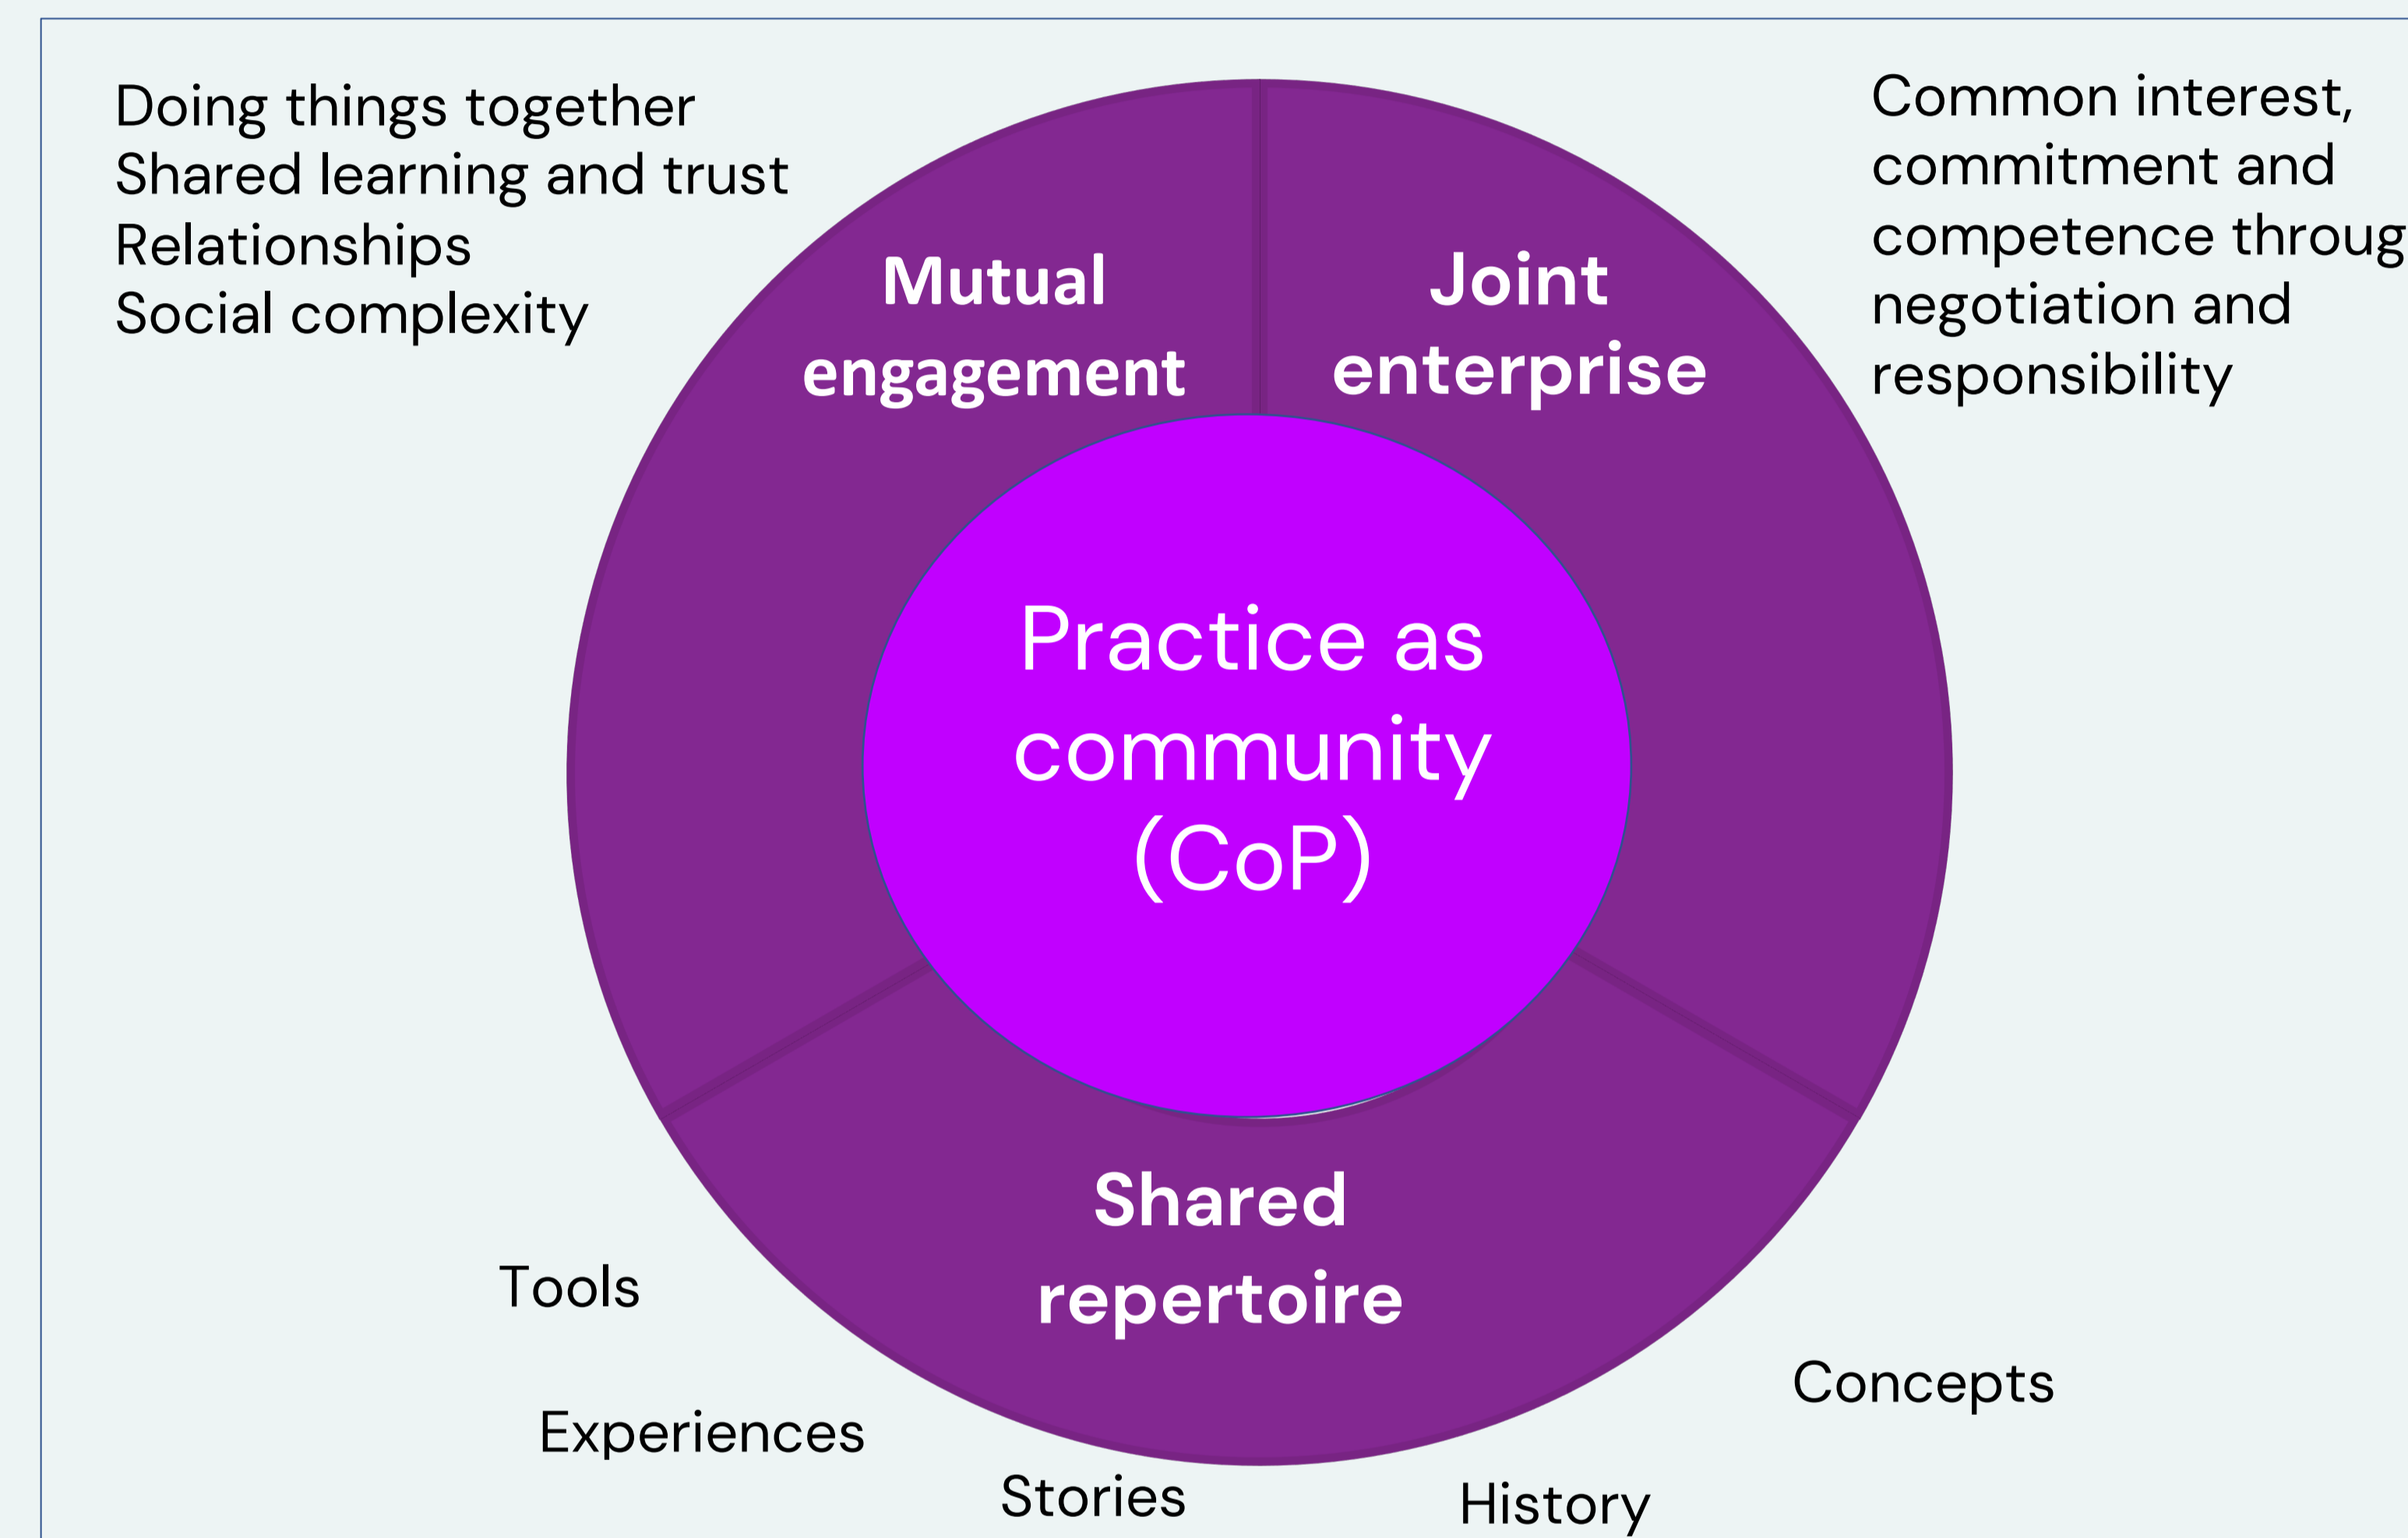 Doing things together
Shared learning and trust
Relationships
Social complexity
Common interest,
commitment and
competence throug
negotiation and
responsibility
Mutual
engagement
Joint
enterprise
Practice as
community
(CoP)
Shared
repertoire
Tools
Experiences
Stories
History
Concepts